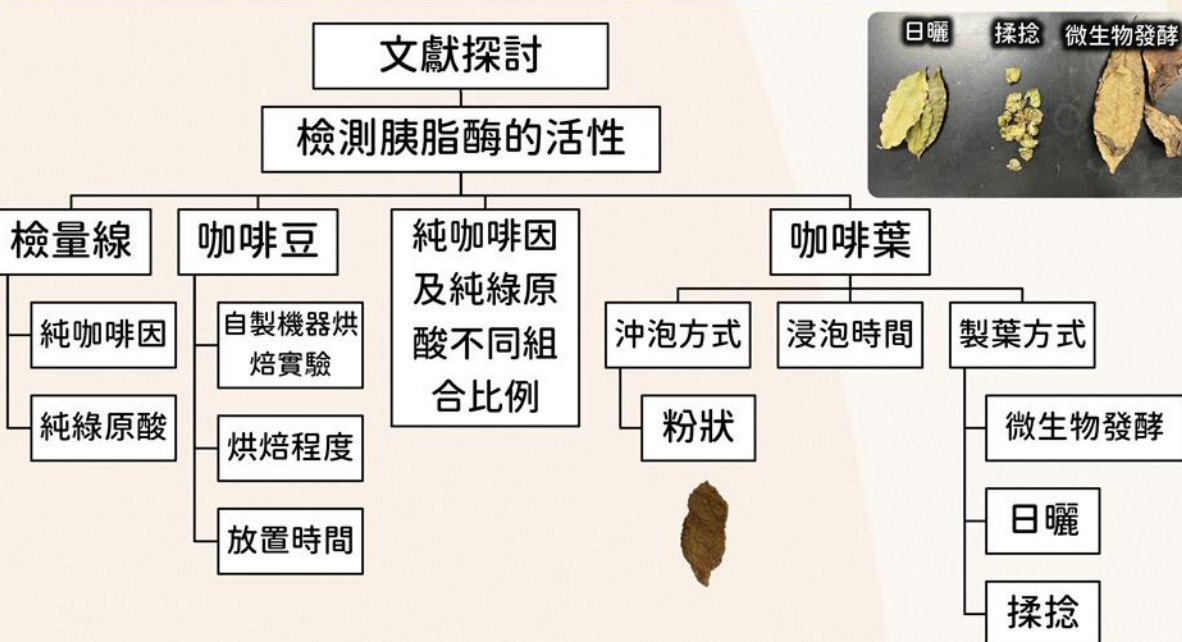 日曬
揉捻
微生物發酵
文獻探討
檢測胰脂酶的活性
檢量線
純咖啡因
純綠原酸
咖啡豆
自製機器烘
焙實驗
烘焙程度
放置時間
純咖啡因
及純綠原
酸不同組
合比例
咖啡葉
沖泡方式
粉狀
浸泡時間
製葉方式
微生物發酵
日曬
揉捻